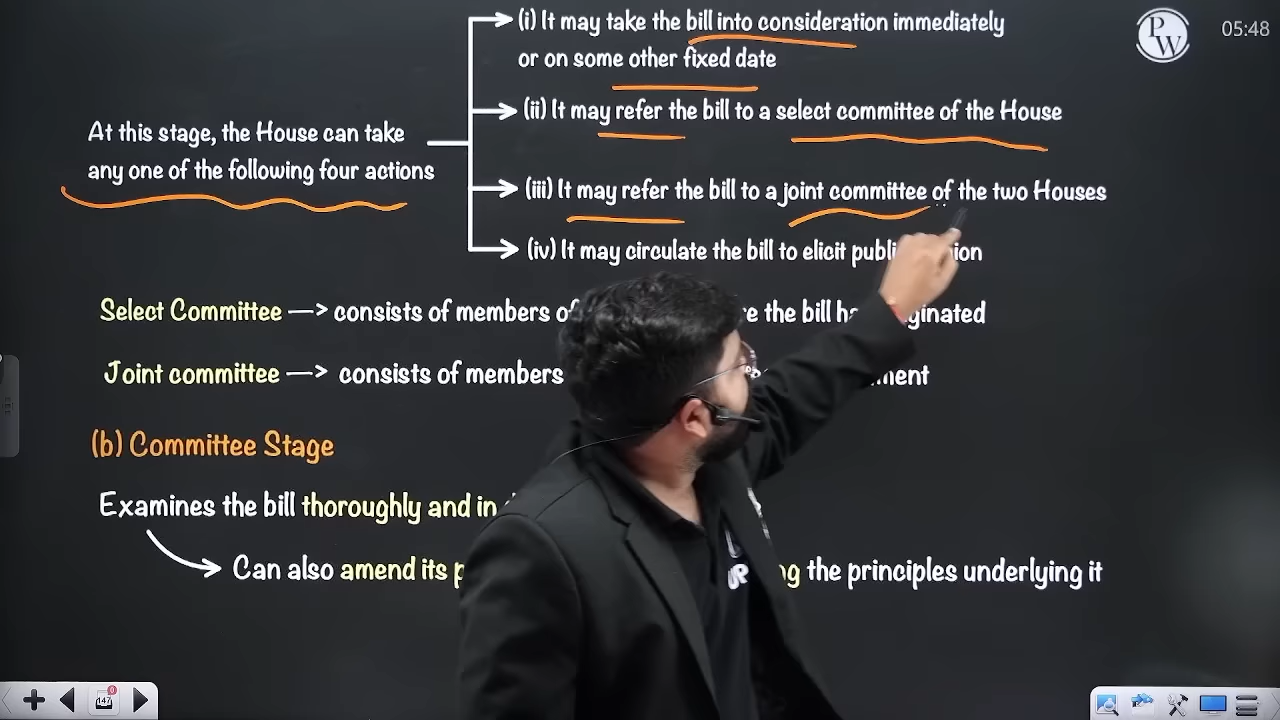 (i) It may take the bill into consideration immediately
or on some other fixed date
PW
05:48
(ii) It may refer the bill to a select committee of the House
At this stage, the House can take
any one of the following four actions
(iii) It may refer the bill to a joint committee of the two Houses
(iv) It may circulate the bill to elicit
Select Committee —> consists of members the bill
Joint committee —> consists of members
(b) Committee Stage
Examines the bill thoroughly and in
Can also amend its the principles underlying it
147